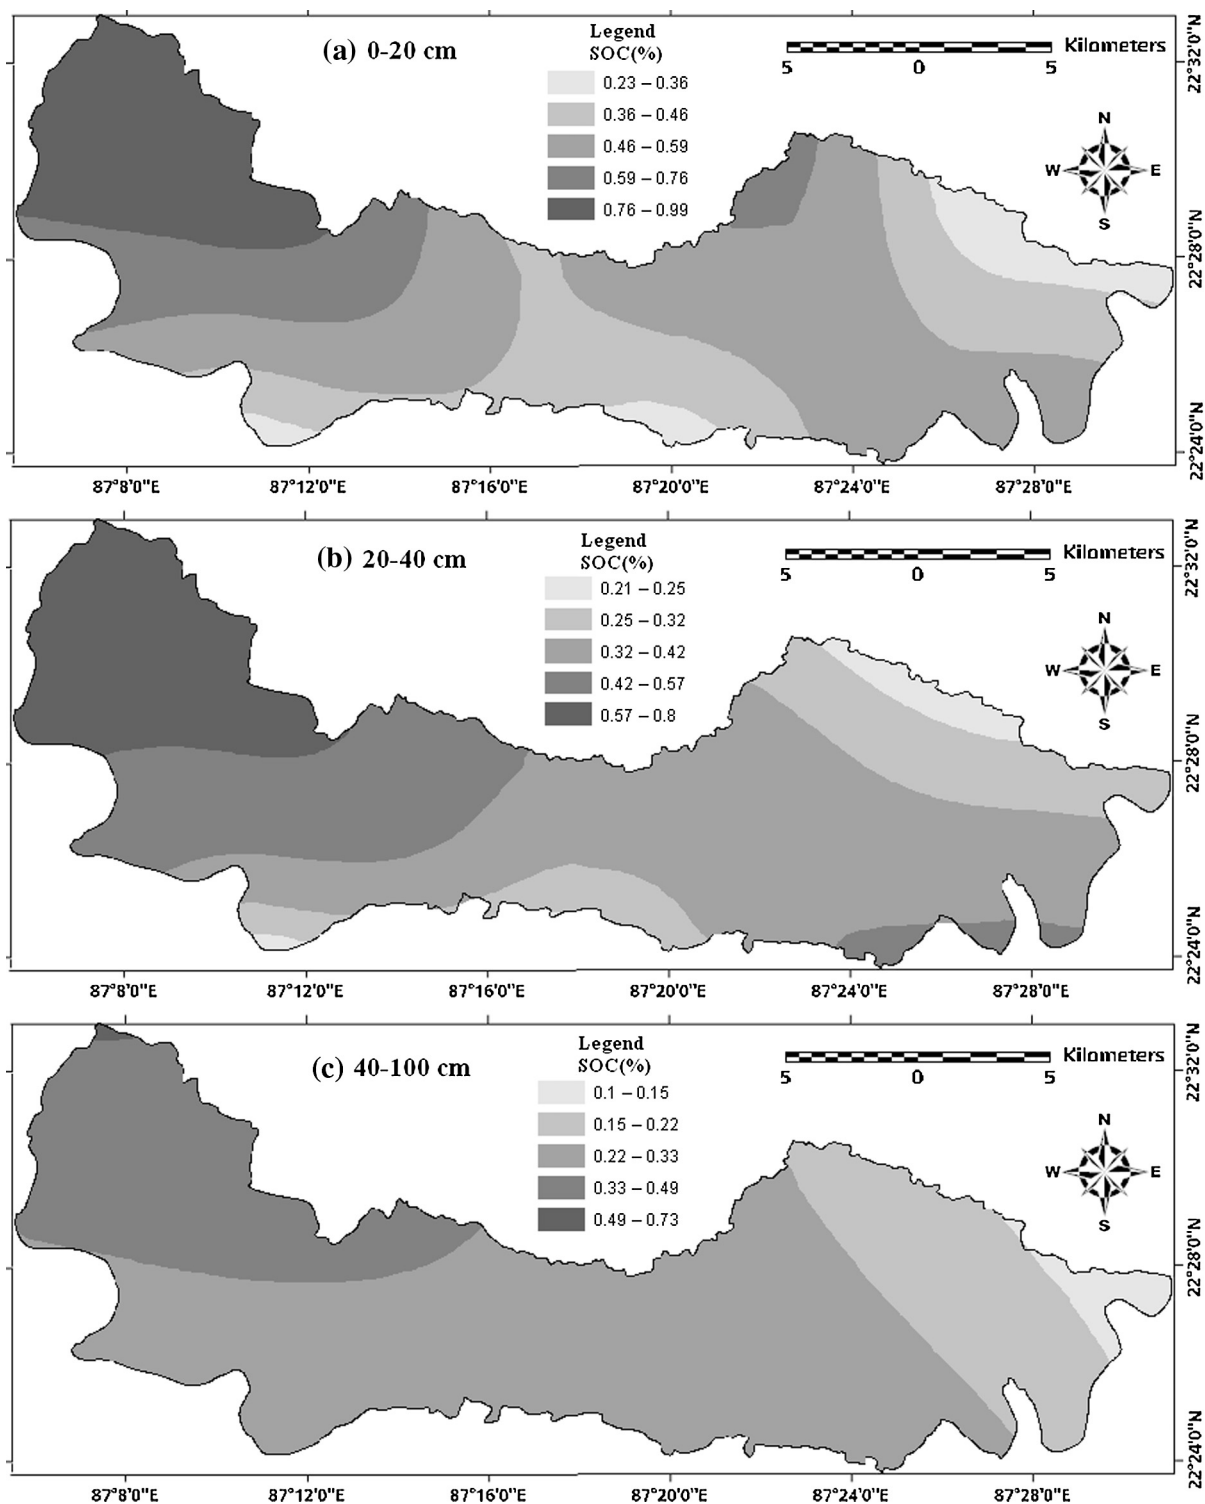 (a) 0-20 cm
Legend
SOC(%)
0.23 – 0.36
0.36 – 0.46
0.46 – 0.59
0.59 – 0.76
0.76 – 0.99
Kilometers
5 0 5
N
W E
S
22°32'0"N
22°28'0"N
22°24'0"N
87°8'0"E 87°12'0"E 87°16'0"E 87°20'0"E 87°24'0"E 87°28'0"E
(b) 20-40 cm
Legend
SOC(%)
0.21 – 0.25
0.25 – 0.32
0.32 – 0.42
0.42 – 0.57
0.57 – 0.8
Kilometers
5 0 5
N
W E
S
22°32'0"N
22°28'0"N
22°24'0"N
87°8'0"E 87°12'0"E 87°16'0"E 87°20'0"E 87°24'0"E 87°28'0"E
(c) 40-100 cm
Legend
SOC(%)
0.1 – 0.15
0.15 – 0.22
0.22 – 0.33
0.33 – 0.49
0.49 – 0.73
Kilometers
5 0 5
N
W E
S
22°32'0"N
22°28'0"N
22°24'0"N
87°8'0"E 87°12'0"E 87°16'0"E 87°20'0"E 87°24'0"E 87°28'0"E